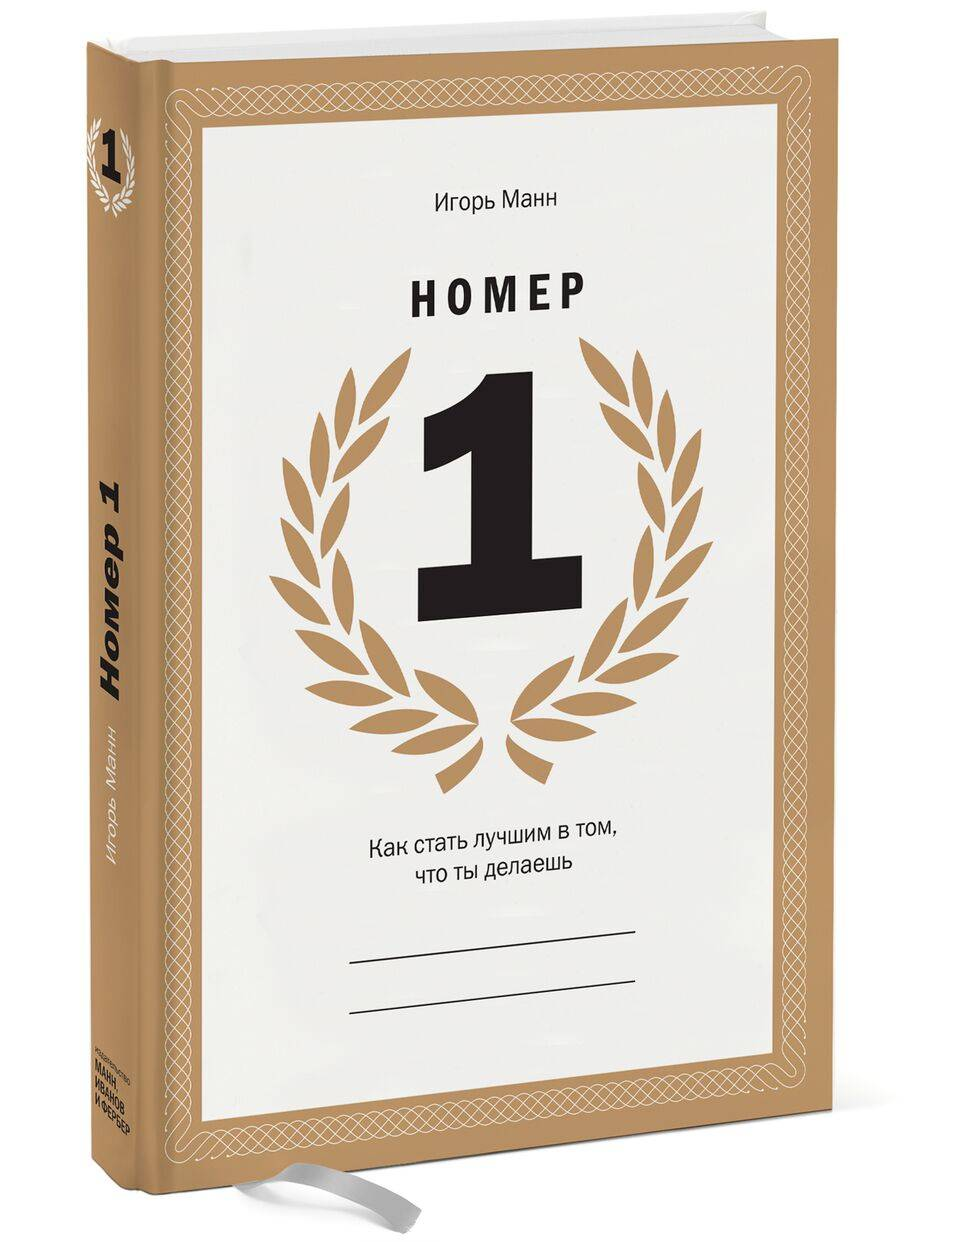 Игорь Манн
НОМЕР
1
Как стать лучшим в том,
что ты делаешь
1
Номер 1
Игорь Манн
издательство
МАНН,
ИВАНОВ
И ФЕРБЕР